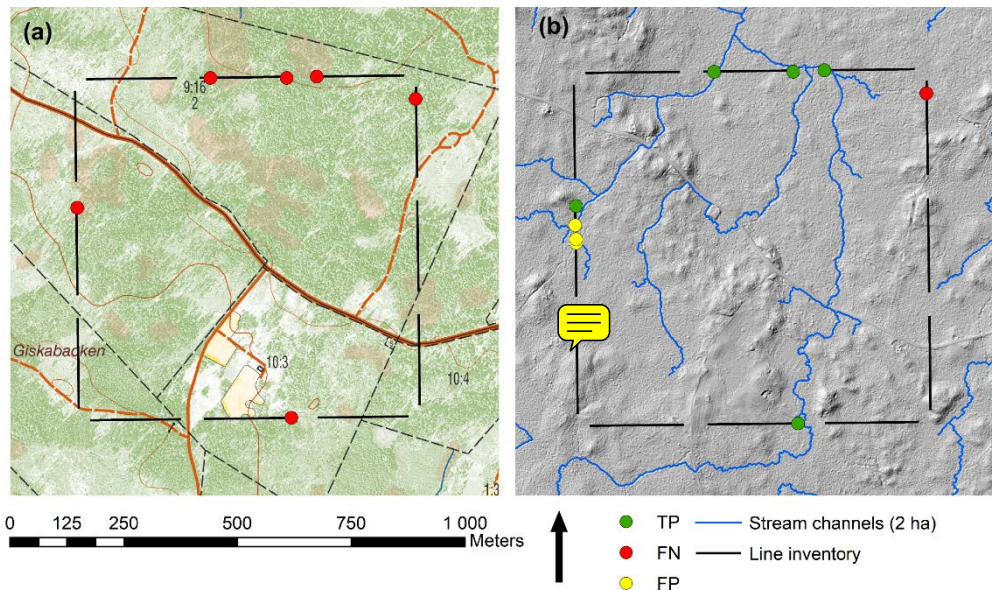 (a)
9:16
2
Giskabacken
10:3
10:4
1:3
(b)
0 125 250 500 750 1 000
Meters
TP
FN
FP
Stream channels (2 ha)
Line inventory